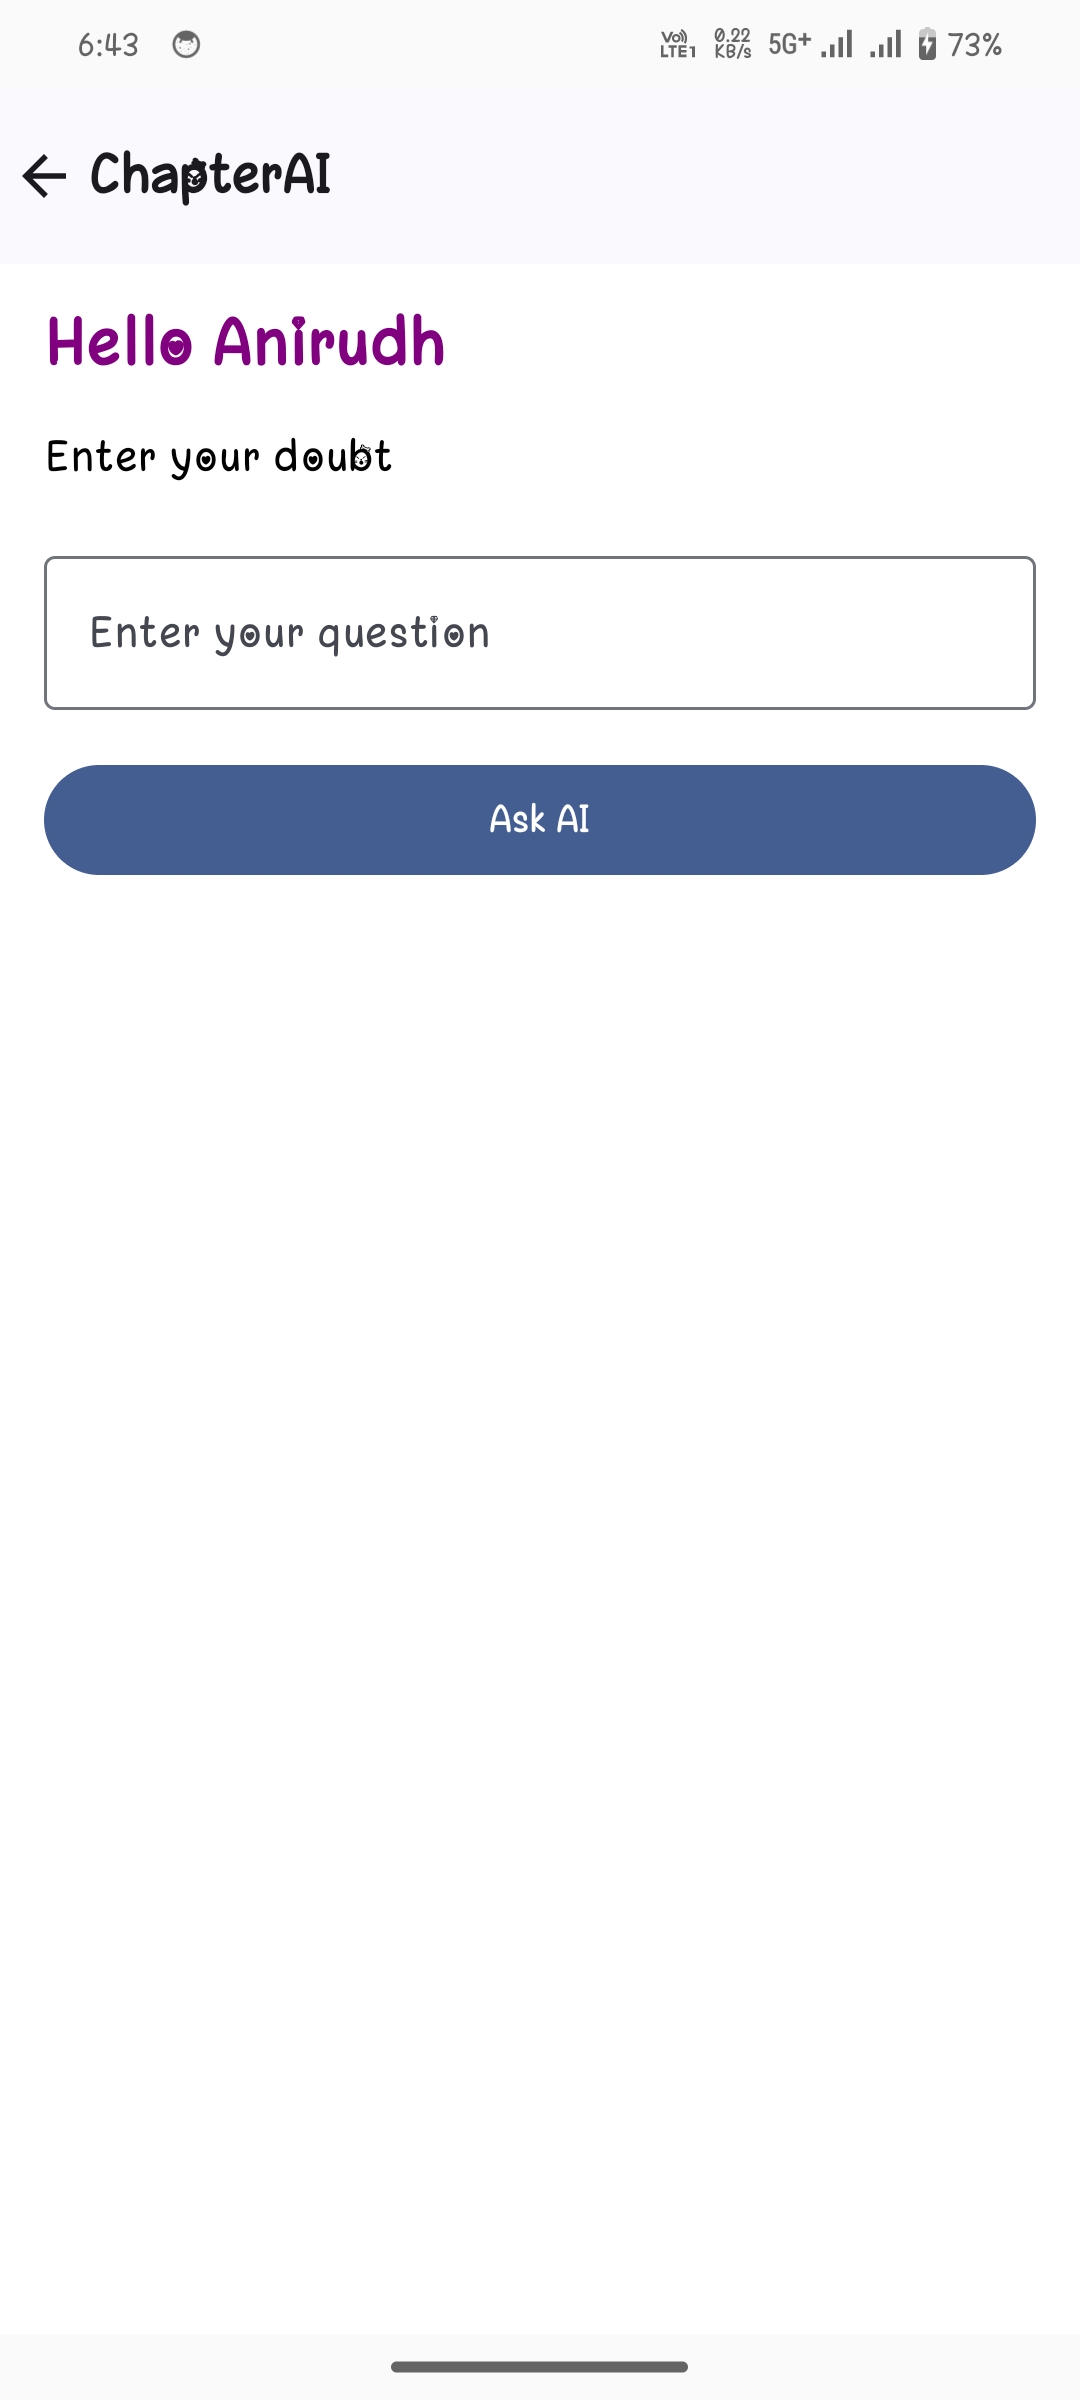 6:43 Vo)) LTE1 0.22 KB/s 5G+ 73%
ChapterAI
Hello Anirudh
Enter your doubt
Enter your question
Ask AI